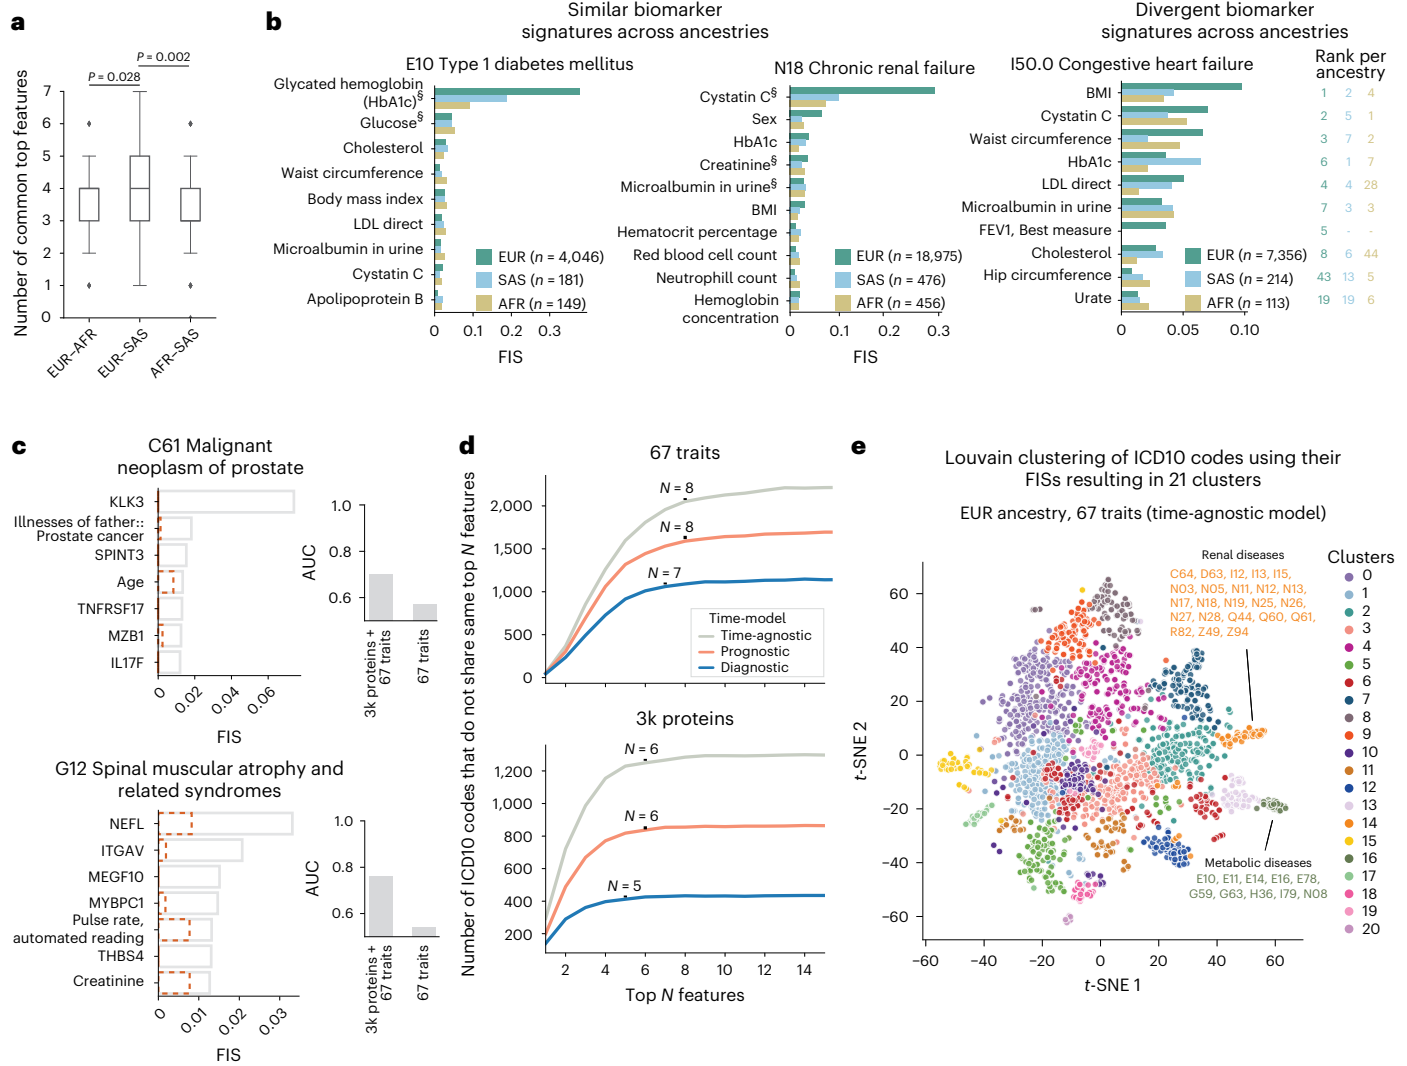 a
P = 0.002
P = 0.028
Number of common top features
7
6
5
4
3
2
1
0
EUR–AFR
EUR–SAS
AFR–SAS
b
Similar biomarker
signatures across ancestries
Divergent biomarker
signatures across ancestries
E10 Type 1 diabetes mellitus
Glycated hemoglobin
(HbA1c)§
Glucose§
Cholesterol
Waist circumference
Body mass index
LDL direct
Microalbumin in urine
Cystatin C
Apolipoprotein B
EUR (n = 4,046)
SAS (n = 181)
AFR (n = 149)
0
0.1
0.2
0.3
FIS
N18 Chronic renal failure
Cystatin C§
Sex
HbA1c
Creatinine§
Microalbumin in urine§
BMI
Hematocrit percentage
Red blood cell count
Neutrophill count
Hemoglobin
concentration
EUR (n = 18,975)
SAS (n = 476)
AFR (n = 456)
0
0.1
0.2
0.3
FIS
I50.0 Congestive heart failure
Rank per
ancestry
BMI
1 2 4
Cystatin C
2 5 1
Waist circumference
3 7 2
HbA1c
6 1 7
LDL direct
4 4 28
Microalbumin in urine
7 3 3
FEV1, Best measure
5 - -
Cholesterol
8 6 44
Hip circumference
43 13 5
Urate
19 19 6
EUR (n = 7,356)
SAS (n = 214)
AFR (n = 113)
0
0.05
0.10
c
C61 Malignant
neoplasm of prostate
KLK3
Illnesses of father::
Prostate cancer
SPINT3
Age
TNFRSF17
MZB1
IL17F
0
0.02
0.04
0.06
FIS
AUC
1.0
0.8
0.6
3k proteins +
67 traits
67 traits
G12 Spinal muscular atrophy and
related syndromes
NEFL
ITGAV
MEGF10
MYBPC1
Pulse rate,
automated reading
THBS4
Creatinine
0
0.01
0.02
0.03
FIS
AUC
1.0
0.8
0.6
3k proteins +
67 traits
67 traits
d
Number of ICD10 codes that do not share same top N features
67 traits
2,000
1,500
1,000
500
0
N = 8
N = 8
N = 7
Time-model
Time-agnostic
Prognostic
Diagnostic
3k proteins
1,200
1,000
800
600
400
200
N = 6
N = 6
N = 5
2
4
6
8
10
12
14
Top N features
e
Louvain clustering of ICD10 codes using their
FISs resulting in 21 clusters
EUR ancestry, 67 traits (time-agnostic model)
Renal diseases
C64, D63, I12, I13, I15,
N03, N05, N11, N12, N13,
N17, N18, N19, N25, N26,
N27, N28, Q44, Q60, Q61,
R82, Z49, Z94
Metabolic diseases
E10, E11, E14, E16, E78,
G59, G63, H36, I79, N08
t-SNE 2
60
40
20
0
−20
−40
−60
−60
−40
−20
0
20
40
60
t-SNE 1
Clusters
0
1
2
3
4
5
6
7
8
9
10
11
12
13
14
15
16
17
18
19
20